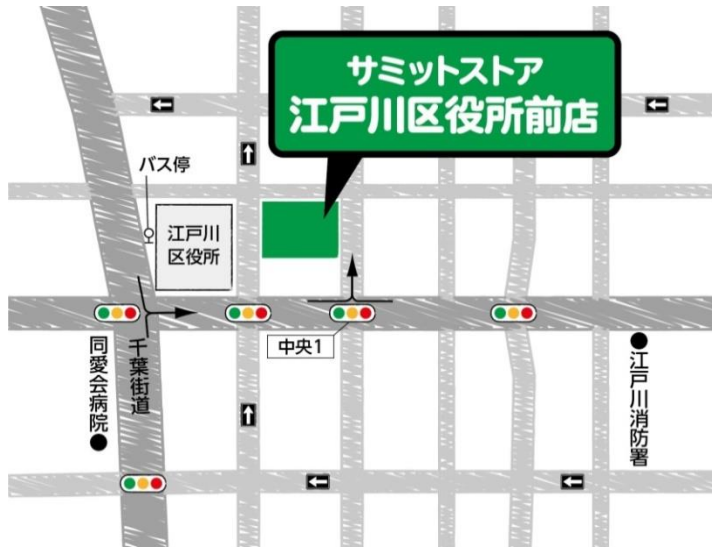 サミットストア
江戸川区役所前店
バス停
江戸川
区役所
中央1
同愛会病院
千葉街道
江戸川消防署